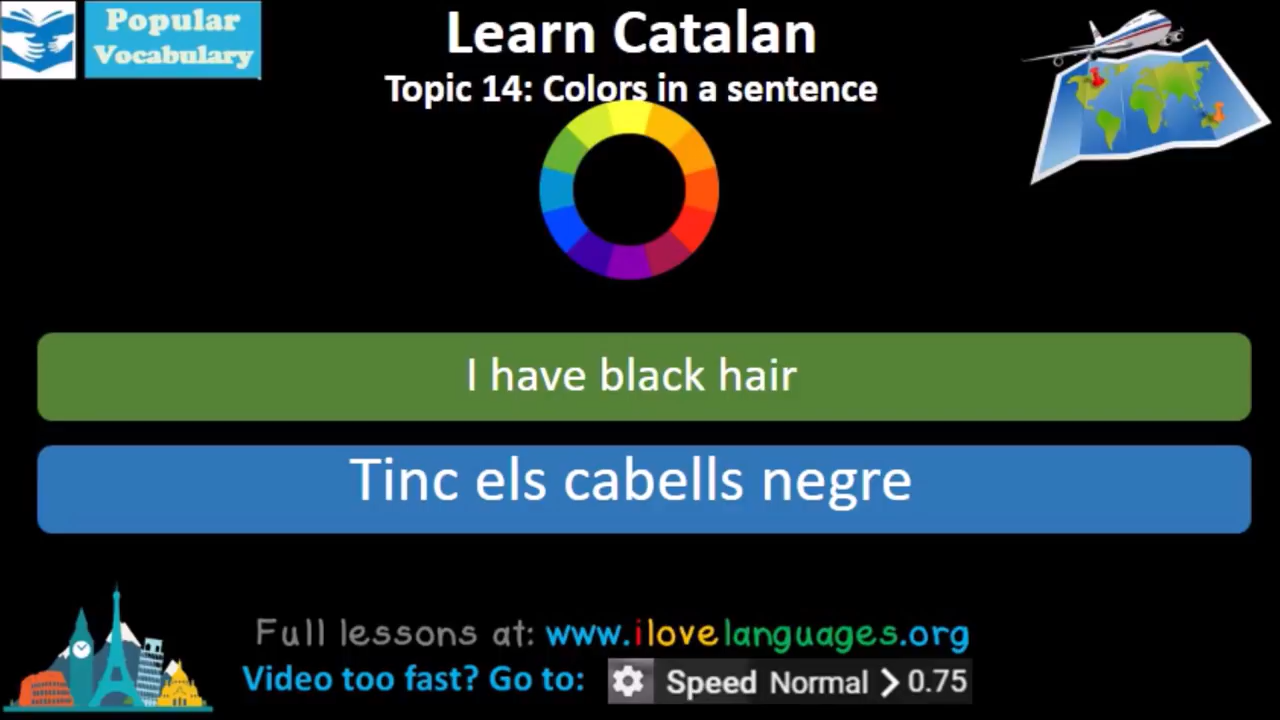 Popular
Vocabulary
Learn Catalan
Topic 14: Colors in a sentence
I have black hair
Tinc els cabells negre
Full lessons at: www.ilovelanguages.org
Video too fast? Go to: Speed Normal > 0.75